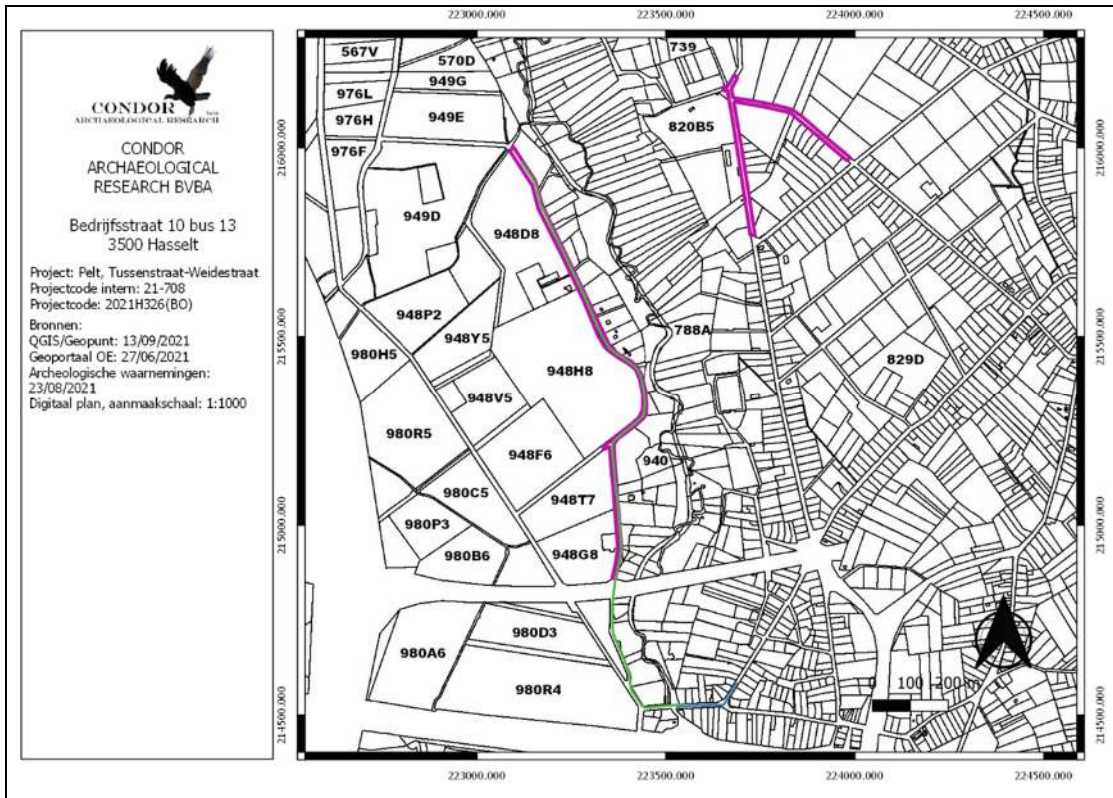 CONDOR
ARCHAEOLOGICAL RESEARCH
CONDOR
ARCHAEOLOGICAL
RESEARCH BVBA
Bedrijfsstraat 10 bus 13
3500 Hasselt
Project: Pelt, Tussenstraat-Weidestraat
Projectcode intern: 21-708
Projectcode: 2021H326(BO)
Bronnen:
QGIS/Geopunt: 13/09/2021
Geoportaal OE: 27/06/2021
Archeologische waarnemingen:
23/08/2021
Digitaal plan, aanmaakschaal: 1:1000
223000.000 223500.000 224000.000 224500.000
567V
739
570D
949G
976L
949E
976H
820B5
976F
216000.000 216000.000
949D
948D8
948P2
788A
948Y5
215500.000 215500.000
980H5
829D
948H8
948V5
980R5
948F6
940
980C5
948T7
980P3
215000.000 215000.000
980B6
948G8
980D3
980A6
980R4
0 100 200 m
214500.000 214500.000
223000.000 223500.000 224000.000 224500.000